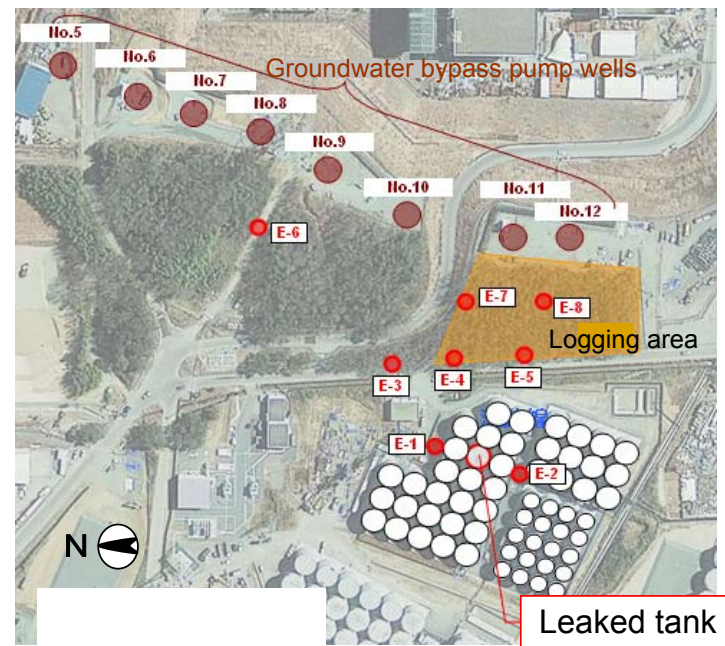 No.5
No.6
No.7
Groundwater bypass pump wells
No.8
No.9
No.10
No.11
No.12
E-6
E-7
E-8
Logging area
E-3
E-4
E-5
E-1
E-2
N
Leaked tank